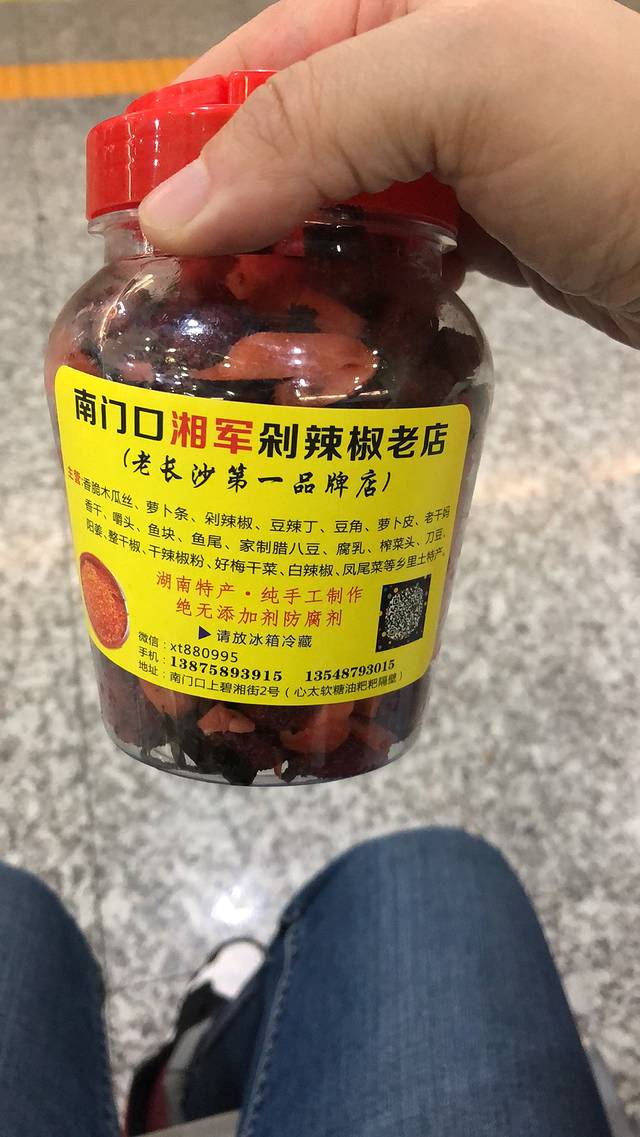 南门口湘军剁辣椒老店
(老长沙第一品牌店)
主营:香脆木瓜丝、萝卜条、剁辣椒、豆辣丁、豆角、萝卜皮、老干妈
香干、嚼头、鱼块、鱼尾、家制腊八豆、腐乳、榨菜头、刀豆、
阳姜、整干椒、干辣椒粉、好梅干菜、白辣椒、凤尾菜等乡里土特产。
湖南特产·纯手工制作
绝无添加剂防腐剂
▶请放冰箱冷藏
微信:xt880995
手机:13875893915 13548793015
地址:南门口上碧湘街2号(心太软糖油粑粑隔壁)